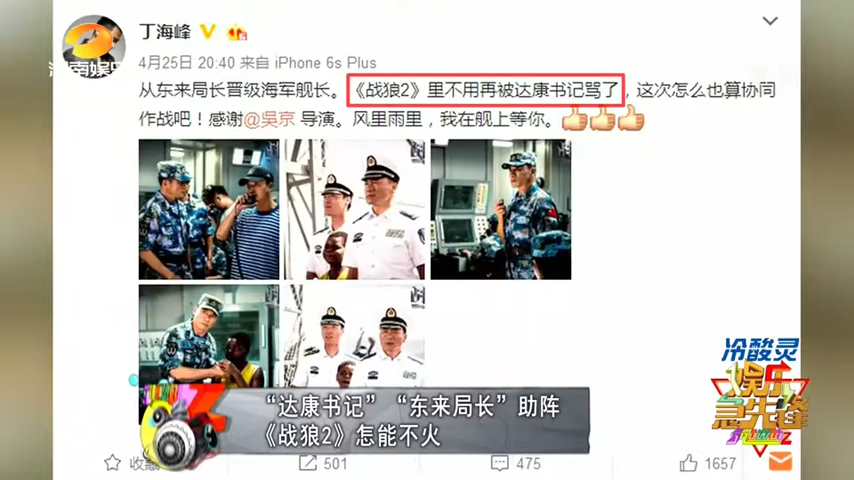 丁海峰
4月25日 20:40 来自 iPhone 6s Plus
从东来局长晋级海军舰长。《战狼2》里不用再被达康书记骂了，这次怎么也算协同
作战吧！感谢@吳京 导演。风里雨里，我在舰上等你。
“达康书记”“东来局长”助阵
《战狼2》怎能不火
收藏
501
475
1657
冷酸灵
娱乐
急先锋